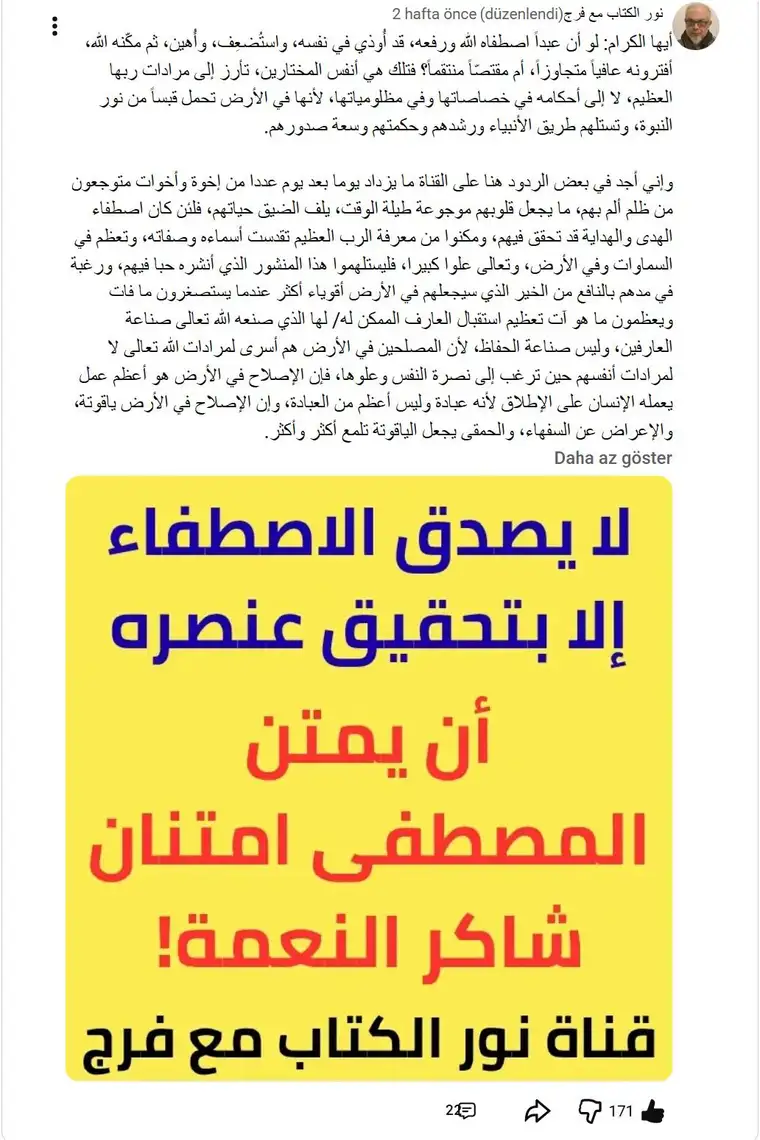 نور الكتاب مع فرج 2 hafta önce (düzenlendi)
أيها الكرام: لو أن عبداً اصطفاه الله ورفعه، قد أُوذي في نفسه، واستُضعِف، وأُهين، ثم مكّنه الله،
أفترونه عافياً متجاوزاً، أم مقتصّاً منتقماً؟ فتلك هي أنفس المختارين، تأرز إلى مرادات ربها
العظيم، لا إلى أحكامه في خصاصاتها وفي مظلومياتها، لأنها في الأرض تحمل قبساً من نور
النبوة، وتستلهم طريق الأنبياء ورشدهم وحكمتهم وسعة صدورهم.
وإني أجد في بعض الردود هنا على القناة ما يزداد يوما بعد يوم عددا من إخوة وأخوات متوجعون
من ظلم ألم بهم، ما يجعل قلوبهم موجوعة طيلة الوقت، يلف الضيق حياتهم، فلئن كان اصطفاء
الهدى والهداية قد تحقق فيهم، ومكنوا من معرفة الرب العظيم تقدست أسماءه وصفاته، وتعظم في
السماوات وفي الأرض، وتعالى علوا كبيرا، فليستلهموا هذا المنشور الذي أنشره حبا فيهم، ورغبة
في مدهم بالنافع من الخير الذي سيجعلهم في الأرض أقوياء أكثر عندما يستصغرون ما فات
ويعظمون ما هو آت تعظيم استقبال العارف الممكن له/ لها الذي صنعه الله تعالى صناعة
العارفين، وليس صناعة الحفاظ، لأن المصلحين في الأرض هم أسرى لمرادات الله تعالى لا
لمرادات أنفسهم حين ترغب إلى نصرة النفس وعلوها، فإن الإصلاح في الأرض هو أعظم عمل
يعمله الإنسان على الإطلاق لأنه عبادة وليس أعظم من العبادة، وإن الإصلاح في الأرض ياقوتة،
والإعراض عن السفهاء، والحمقى يجعل الياقوتة تلمع أكثر وأكثر.
Daha az göster
لا يصدق الاصطفاء
إلا بتحقيق عنصره
أن يمتن
المصطفى امتنان
شاكر النعمة!
قناة نور الكتاب مع فرج
171 22